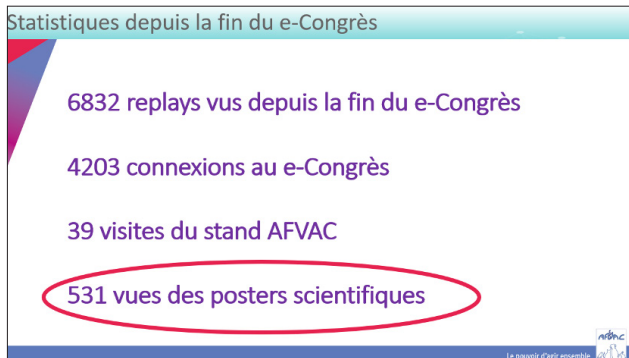 Statistiques depuis la fin du e-Congrès
6832 replays vus depuis la fin du e-Congrès
4203 connexions au e-Congrès
39 visites du stand AFVAC
531 vues des posters scientifiques
afvac
Le pouvoir d'agir ensemble